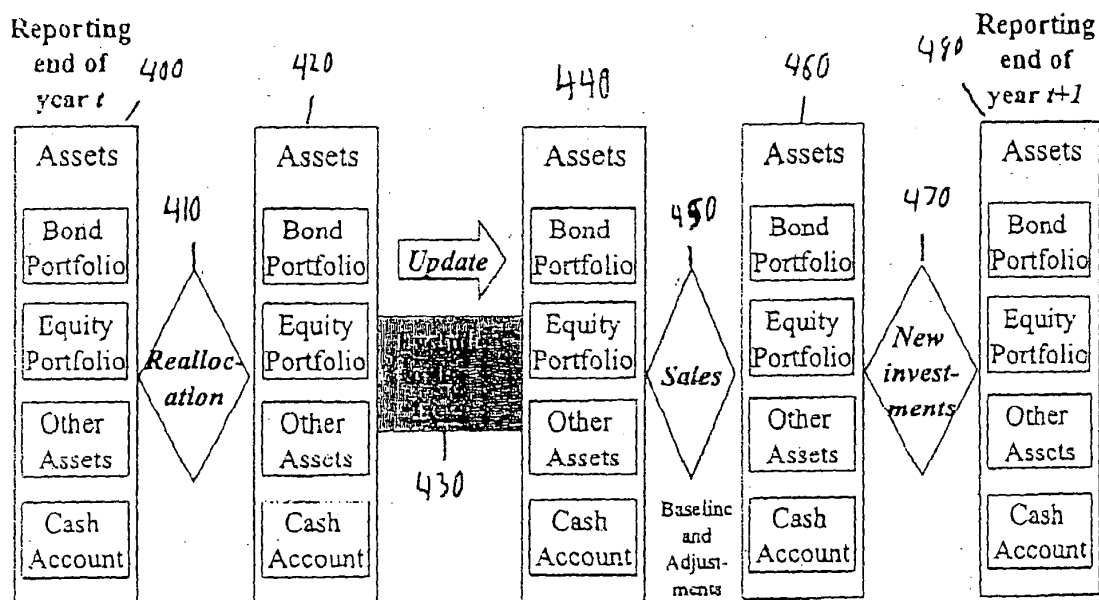 Reporting
end of
year t
400
420
440
460
490
Reporting
end of
year t+1
Assets
Bond
Portfolio
Equity
Portfolio
Other
Assets
Cash
Account
410
Realloc-
ation
Assets
Bond
Portfolio
Equity
Portfolio
Other
Assets
Cash
Account
Update
430
Assets
Bond
Portfolio
Equity
Portfolio
Other
Assets
Cash
Account
450
Sales
Baseline
and
Adjust-
ments
Assets
Bond
Portfolio
Equity
Portfolio
Other
Assets
Cash
Account
470
New
invest-
ments
Assets
Bond
Portfolio
Equity
Portfolio
Other
Assets
Cash
Account